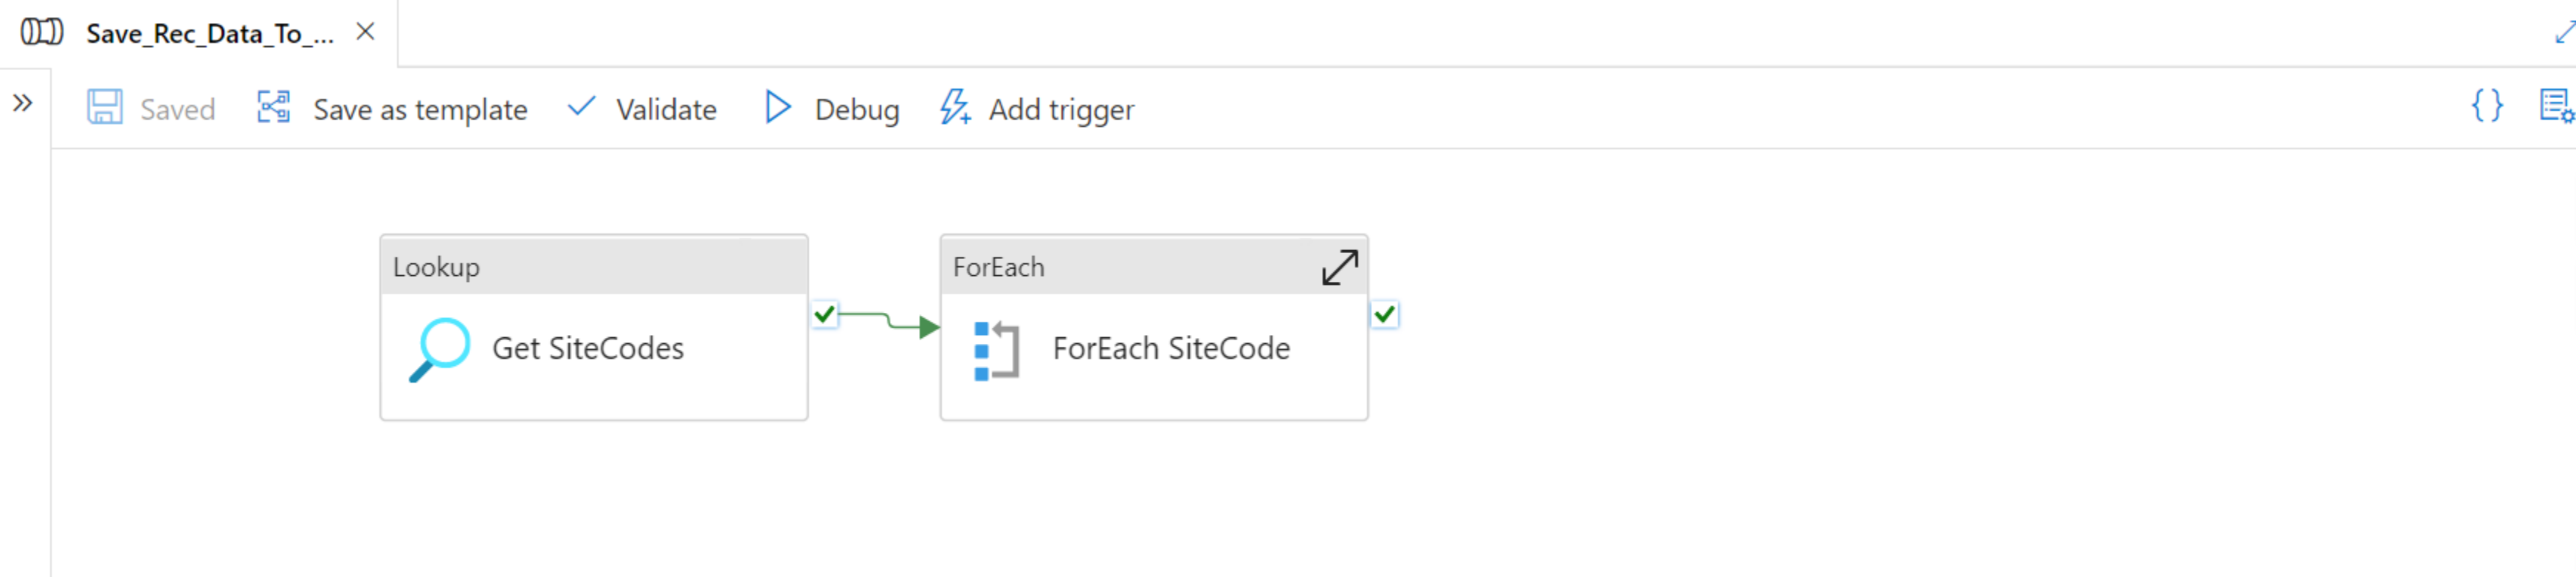 Save_Rec_Data_To_...
Saved Save as template Validate Debug Add trigger
Lookup
Get SiteCodes
ForEach
ForEach SiteCode